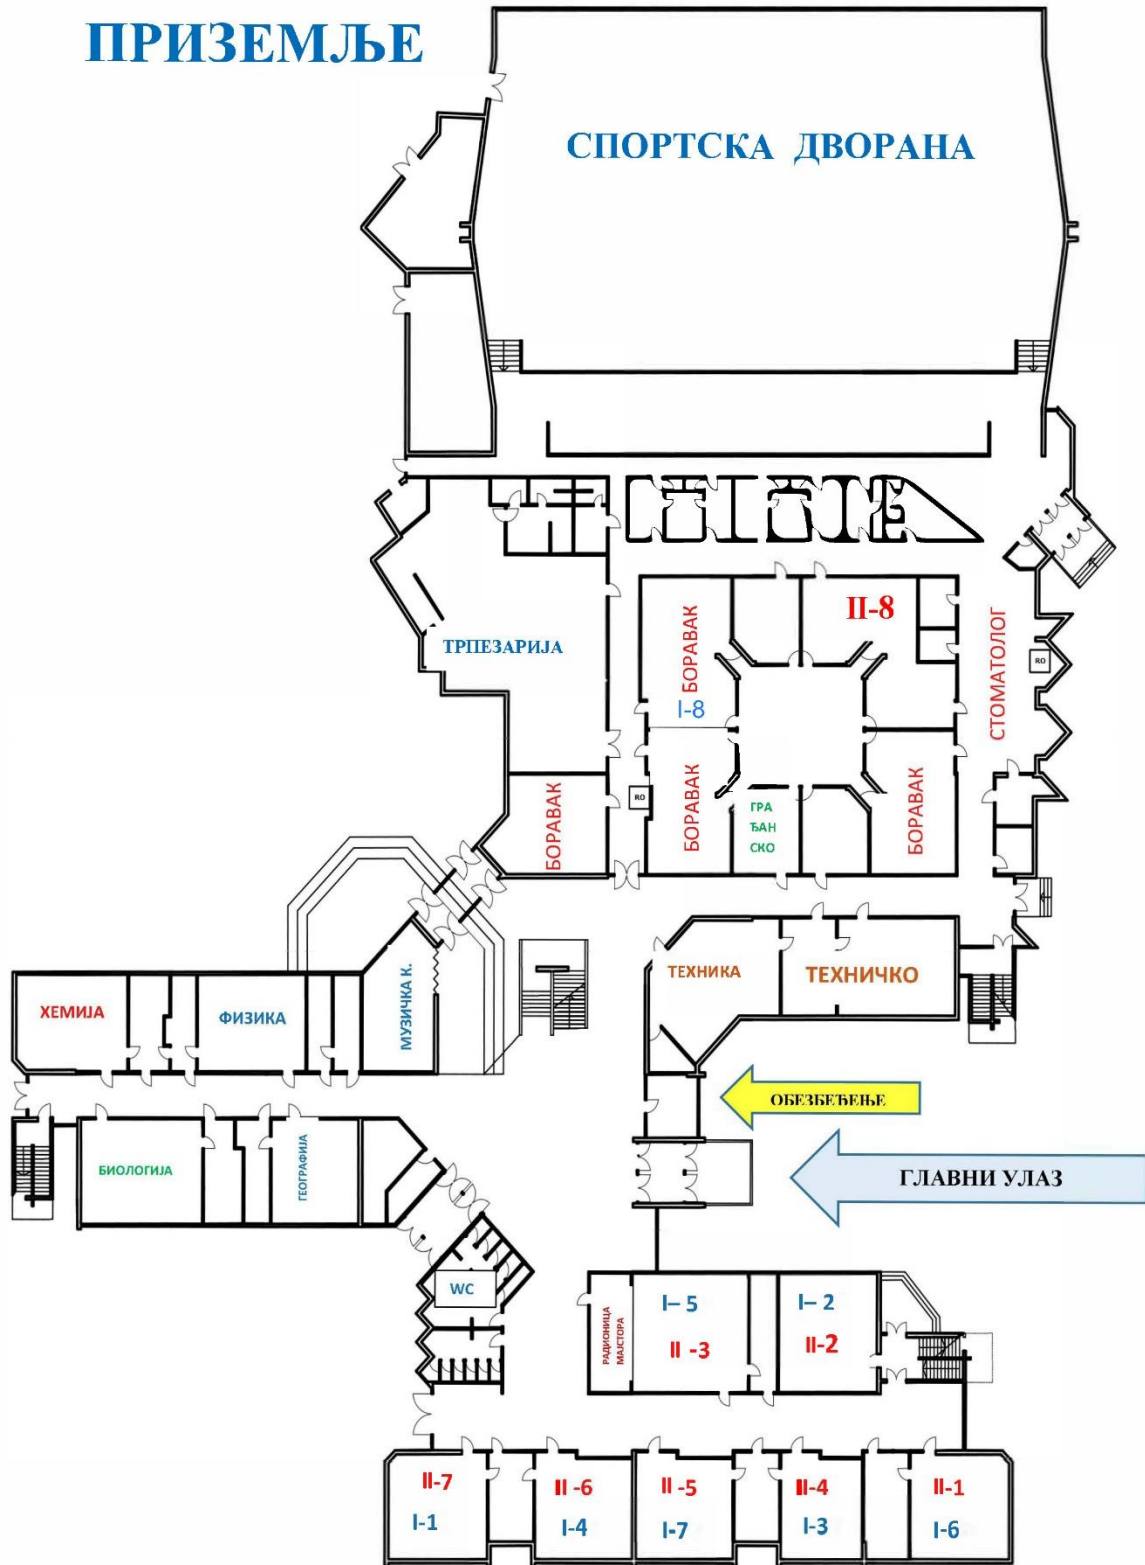 ПРИЗЕМЉЕ
СПОРТСКА ДВОРАНА
II-8
ТРПЕЗАРИЈА
БОРАВАК
I-8
СТОМАТОЛОГ
RO
БОРАВАК
RO
БОРАВАК
ГРА
ЂАН
СКО
БОРАВАК
ТЕХНИКА
ТЕХНИЧКО
ХЕМИЈА
ФИЗИКА
МУЗИЧКА К.
ОБЕЗБЕЂЕЊЕ
БИОЛОГИЈА
ГЕОГРАФИЈА
ГЛАВНИ УЛАЗ
WC
РАДИОНИЦА
МАЈСТОРА
I– 5
II -3
I– 2
II-2
II-7
I-1
II -6
I-4
II -5
I-7
II-4
I-3
II-1
I-6